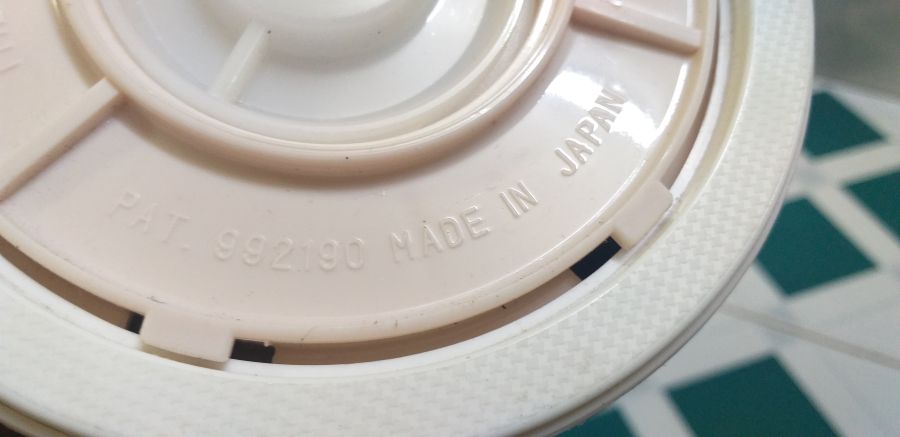 PAT. 992190 MADE IN JAPAN